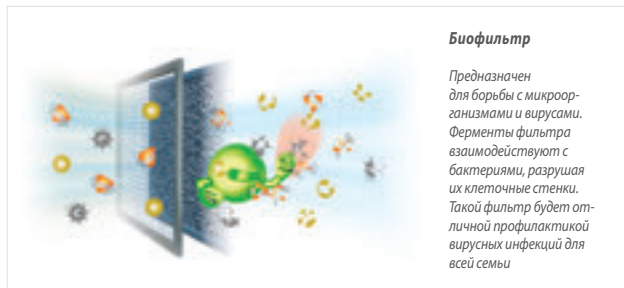 Биофильтр
Предназначен
для борьбы с микроор-
ганизмами и вирусами.
Ферменты фильтра
взаимодействуют с
бактериями, разрушая
их клеточные стенки.
Такой фильтр будет от-
личной профилактикой
вирусных инфекций для
всей семьи